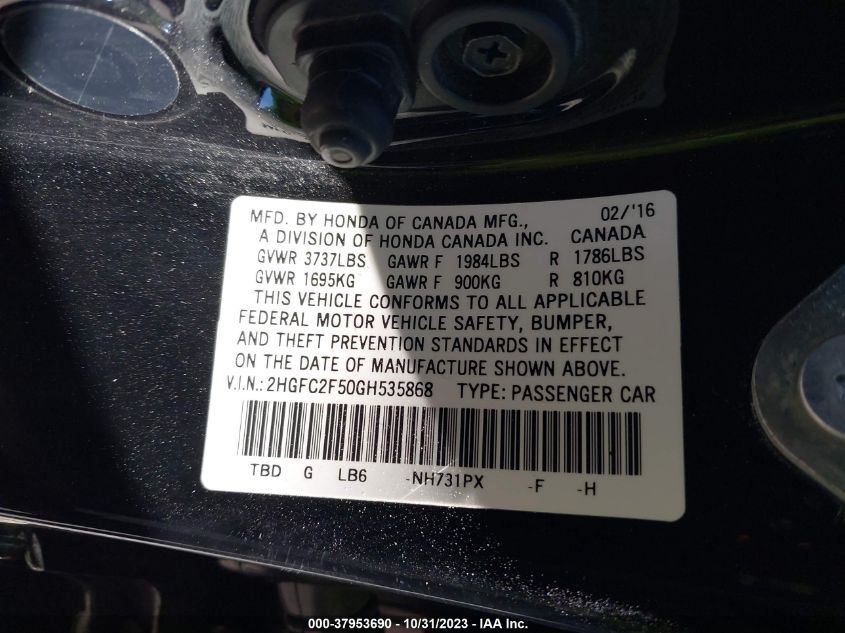 MFD. BY HONDA OF CANADA MFG., 02/'16
A DIVISION OF HONDA CANADA INC. CANADA
GVWR 3737LBS GAWR F 1984LBS R 1786LBS
GVWR 1695KG GAWR F 900KG R 810KG
THIS VEHICLE CONFORMS TO ALL APPLICABLE
FEDERAL MOTOR VEHICLE SAFETY, BUMPER,
AND THEFT PREVENTION STANDARDS IN EFFECT
ON THE DATE OF MANUFACTURE SHOWN ABOVE.
V.I.N.: 2HGFC2F50GH535868 TYPE: PASSENGER CAR
TBD G LB6 -NH731PX -F -H
000-37953690 - 10/31/2023 - IAA Inc.